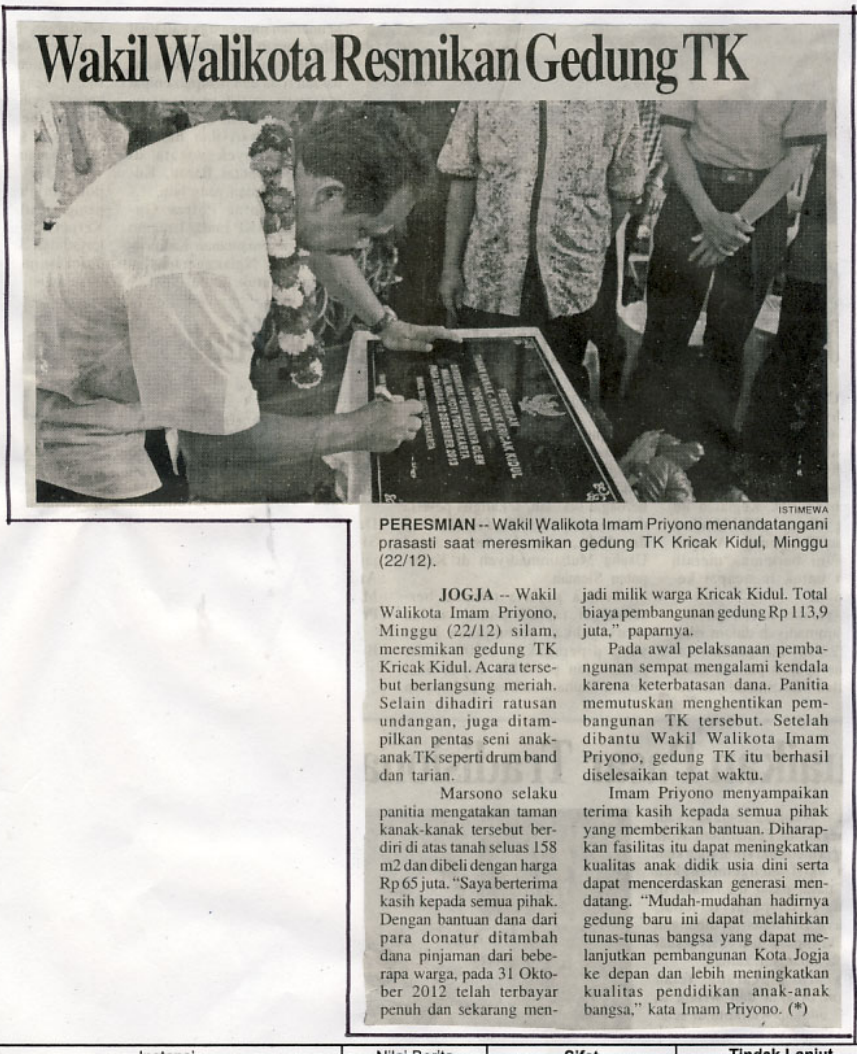 Wakil Walikota Resmikan Gedung TK
PERESMIAN
TAMAN KANAK-KANAK KRICAK KIDUL
YOGYAKARTA
WAKIL WALIKOTA YOGYAKARTA
ISTIMEWA
PERESMIAN -- Wakil Walikota Imam Priyono menandatangani
prasasti saat meresmikan gedung TK Kricak Kidul, Minggu
(22/12).
JOGJA -- Wakil
Walikota Imam Priyono,
Minggu (22/12) silam,
meresmikan gedung TK
Kricak Kidul. Acara terse-
but berlangsung meriah.
Selain dihadiri ratusan
undangan, juga ditam-
pilkan pentas seni anak-
anak TK seperti drum band
dan tarian.
Marsono selaku
panitia mengatakan taman
kanak-kanak tersebut ber-
diri di atas tanah seluas 158
m2 dan dibeli dengan harga
Rp 65 juta. “Saya berterima
kasih kepada semua pihak.
Dengan bantuan dana dari
para donatur ditambah
dana pinjaman dari bebe-
rapa warga, pada 31 Okto-
ber 2012 telah terbayar
penuh dan sekarang men-
jadi milik warga Kricak Kidul. Total
biaya pembangunan gedung Rp 113,9
juta,” paparnya.
Pada awal pelaksanaan pemba-
ngunan sempat mengalami kendala
karena keterbatasan dana. Panitia
memutuskan menghentikan pem-
bangunan TK tersebut. Setelah
dibantu Wakil Walikota Imam
Priyono, gedung TK itu berhasil
diselesaikan tepat waktu.
Imam Priyono menyampaikan
terima kasih kepada semua pihak
yang memberikan bantuan. Diharap-
kan fasilitas itu dapat meningkatkan
kualitas anak didik usia dini serta
dapat mencerdaskan generasi men-
datang. “Mudah-mudahan hadirnya
gedung baru ini dapat melahirkan
tunas-tunas bangsa yang dapat me-
lanjutkan pembangunan Kota Jogja
ke depan dan lebih meningkatkan
kualitas pendidikan anak-anak
bangsa,” kata Imam Priyono. (*)
Nilai Berita
Sifat
Tindak Lanjut